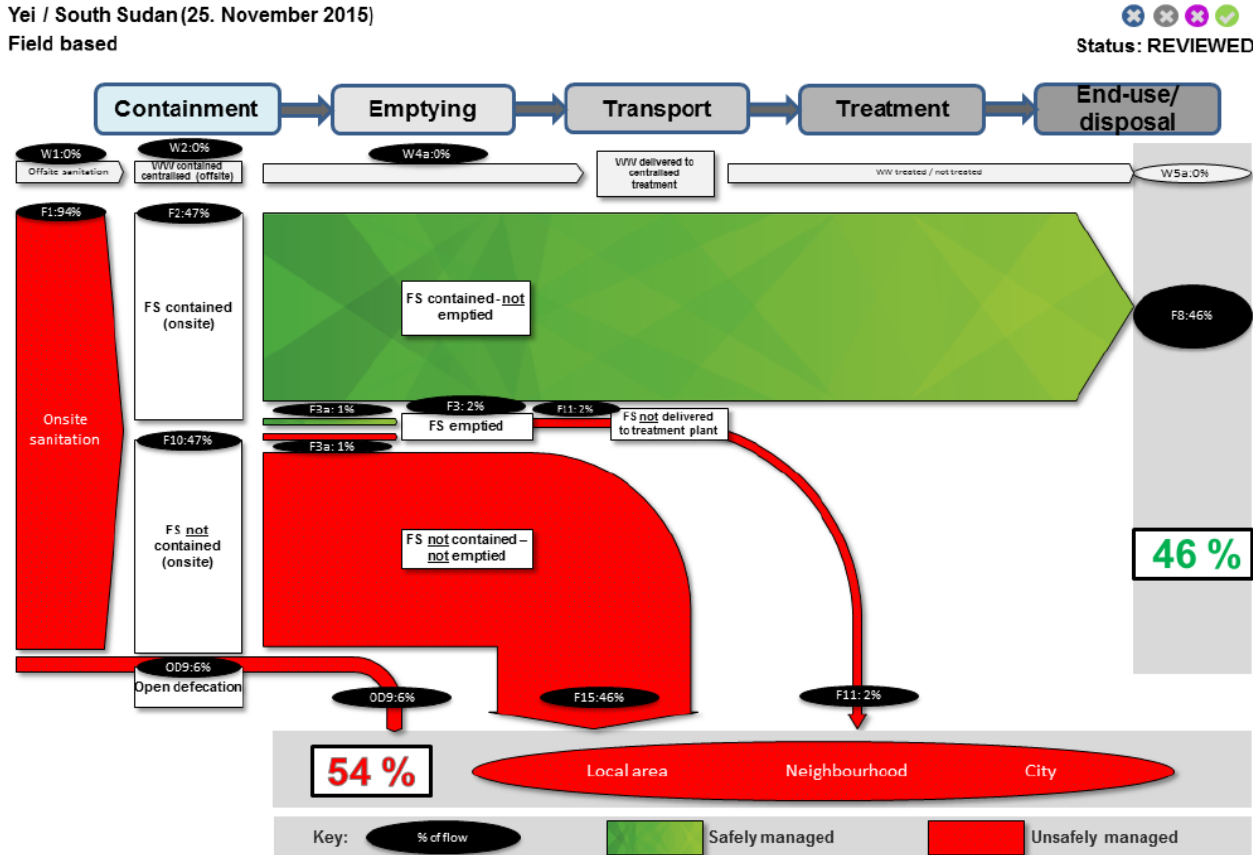 Yei / South Sudan (25. November 2015)
Field based
Status: REVIEWED
Containment
Emptying
Transport
Treatment
End-use/
disposal
W1:0%
Offsite sanitation
W2:0%
WW contained
centralised (offsite)
W4a:0%
WW delivered to
centralised
treatment
WW treated / not treated
W5a:0%
F1:94%
F2:47%
FS contained
(onsite)
FS contained - not
emptied
F8:46%
Onsite
sanitation
F3a: 1%
F3: 2%
FS emptied
F11: 2%
FS not delivered
to treatment plant
F10:47%
F3a: 1%
FS not
contained
(onsite)
FS not contained –
not emptied
46 %
OD9:6%
Open defecation
OD9:6%
F15:46%
F11: 2%
54 %
Local area
Neighbourhood
City
Key:
% of flow
Safely managed
Unsafely managed